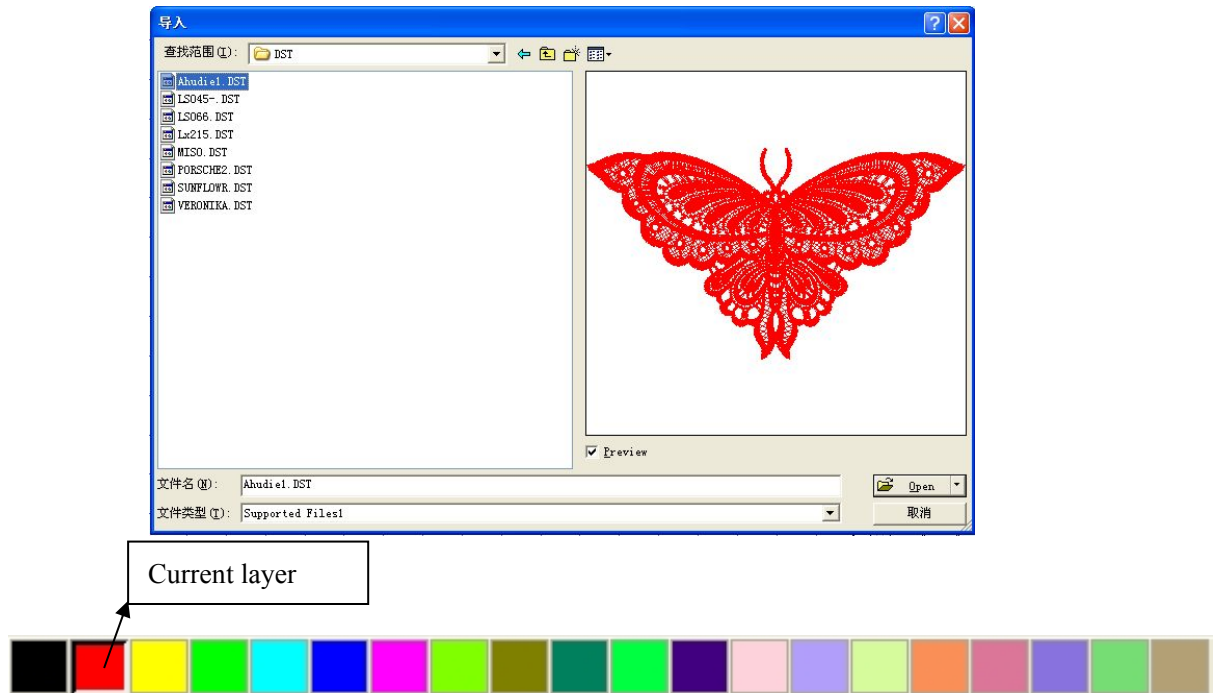 导入
查找范围(I): DST
Ahudie1.DST
LS045-.DST
LS066.DST
Lx215.DST
MISO.DST
PORSCHE2.DST
SUNFLOWR.DST
VERONIKA.DST
Preview
文件名(N): Ahudie1.DST
Open
文件类型(T): Supported Files1
取消
Current layer